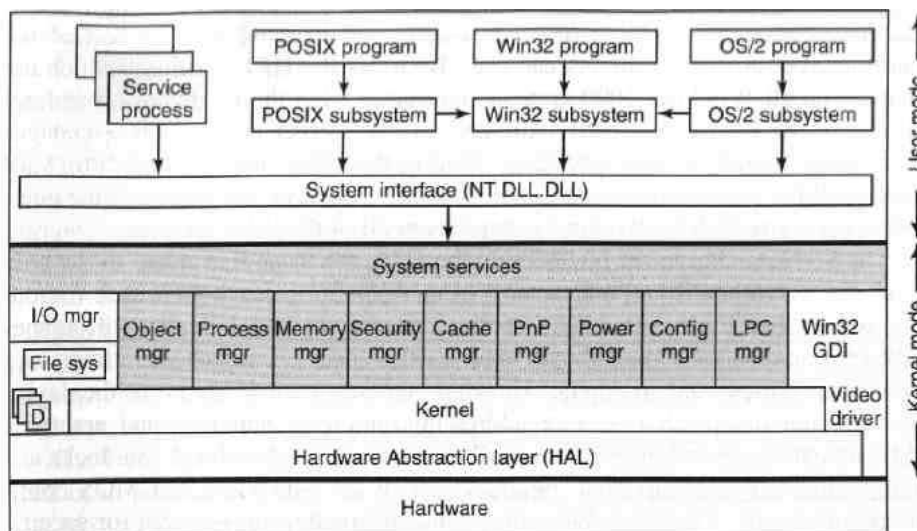 POSIX program
Win32 program
OS/2 program
Service
process
POSIX subsystem
Win32 subsystem
OS/2 subsystem
System interface (NT DLL.DLL)
User mode
System services
I/O mgr
File sys
Object
mgr
Process
mgr
Memory
mgr
Security
mgr
Cache
mgr
PnP
mgr
Power
mgr
Config
mgr
LPC
mgr
Win32
GDI
Kernel mode
D
Kernel
Video
driver
Hardware Abstraction layer (HAL)
Hardware